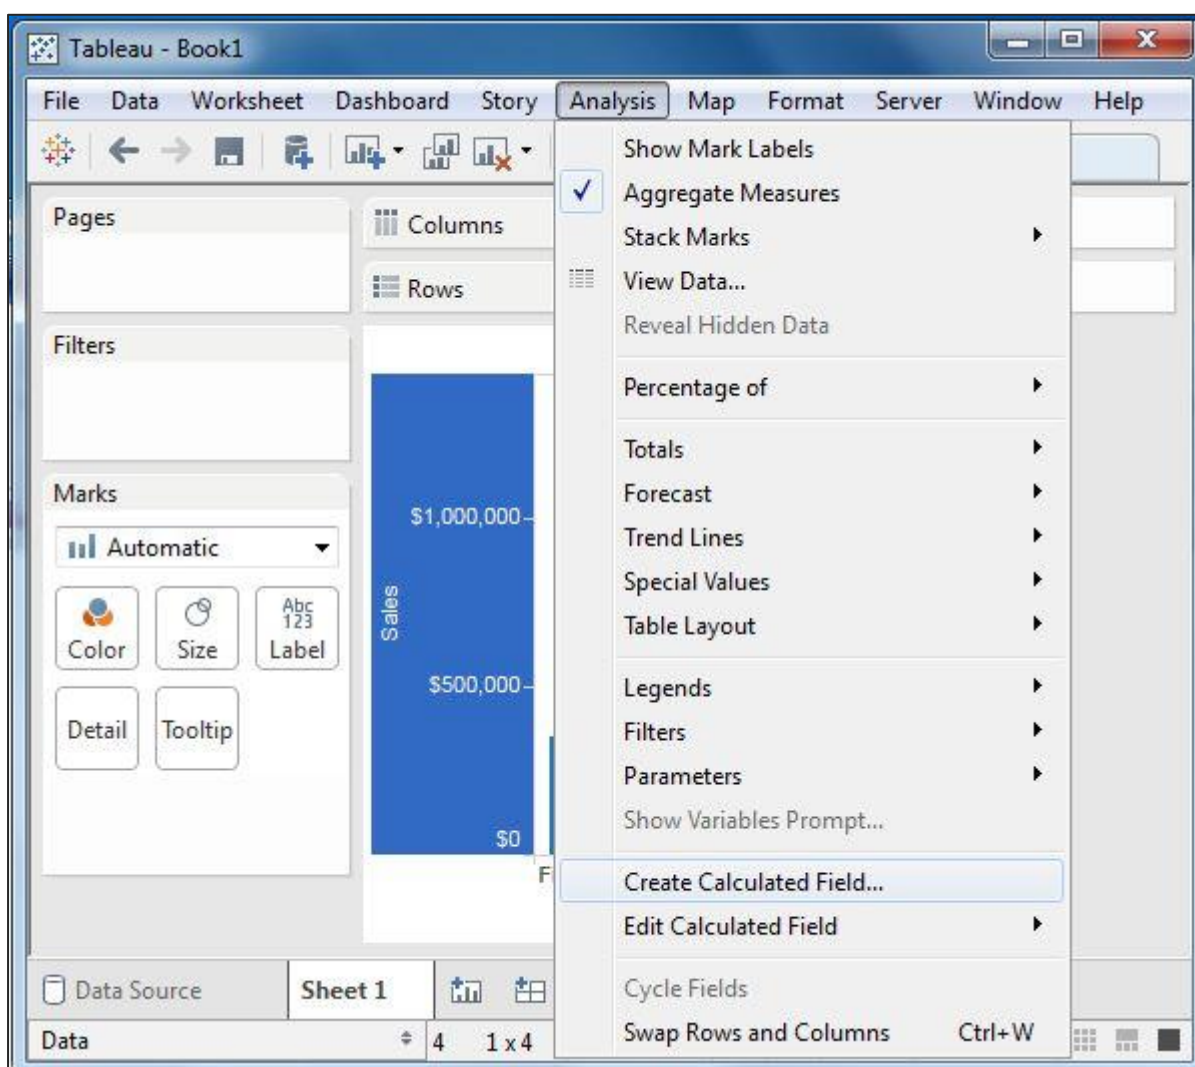 Tableau - Book1
File Data Worksheet Dashboard Story Analysis Map Format Server Window Help
Pages
Columns
Rows
Filters
Marks
Automatic
Color
Size
Abc
123
Label
Detail
Tooltip
$1,000,000
Sales
$500,000
$0
F
Show Mark Labels
Aggregate Measures
Stack Marks
View Data...
Reveal Hidden Data
Percentage of
Totals
Forecast
Trend Lines
Special Values
Table Layout
Legends
Filters
Parameters
Show Variables Prompt...
Create Calculated Field...
Edit Calculated Field
Cycle Fields
Swap Rows and Columns Ctrl+W
Data Source
Sheet 1
Data
4 1 x 4